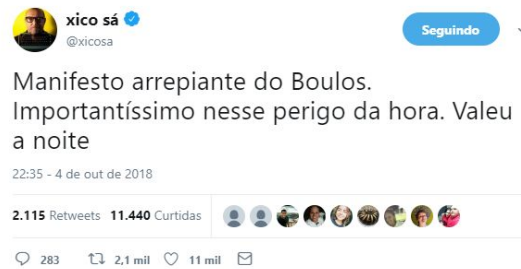 xico sá
@xicosa
Seguindo
Manifesto arrepiante do Boulos.
Importantíssimo nesse perigo da hora. Valeu
a noite
22:35 - 4 de out de 2018
2.115 Retweets 11.440 Curtidas
283 2,1 mil 11 mil